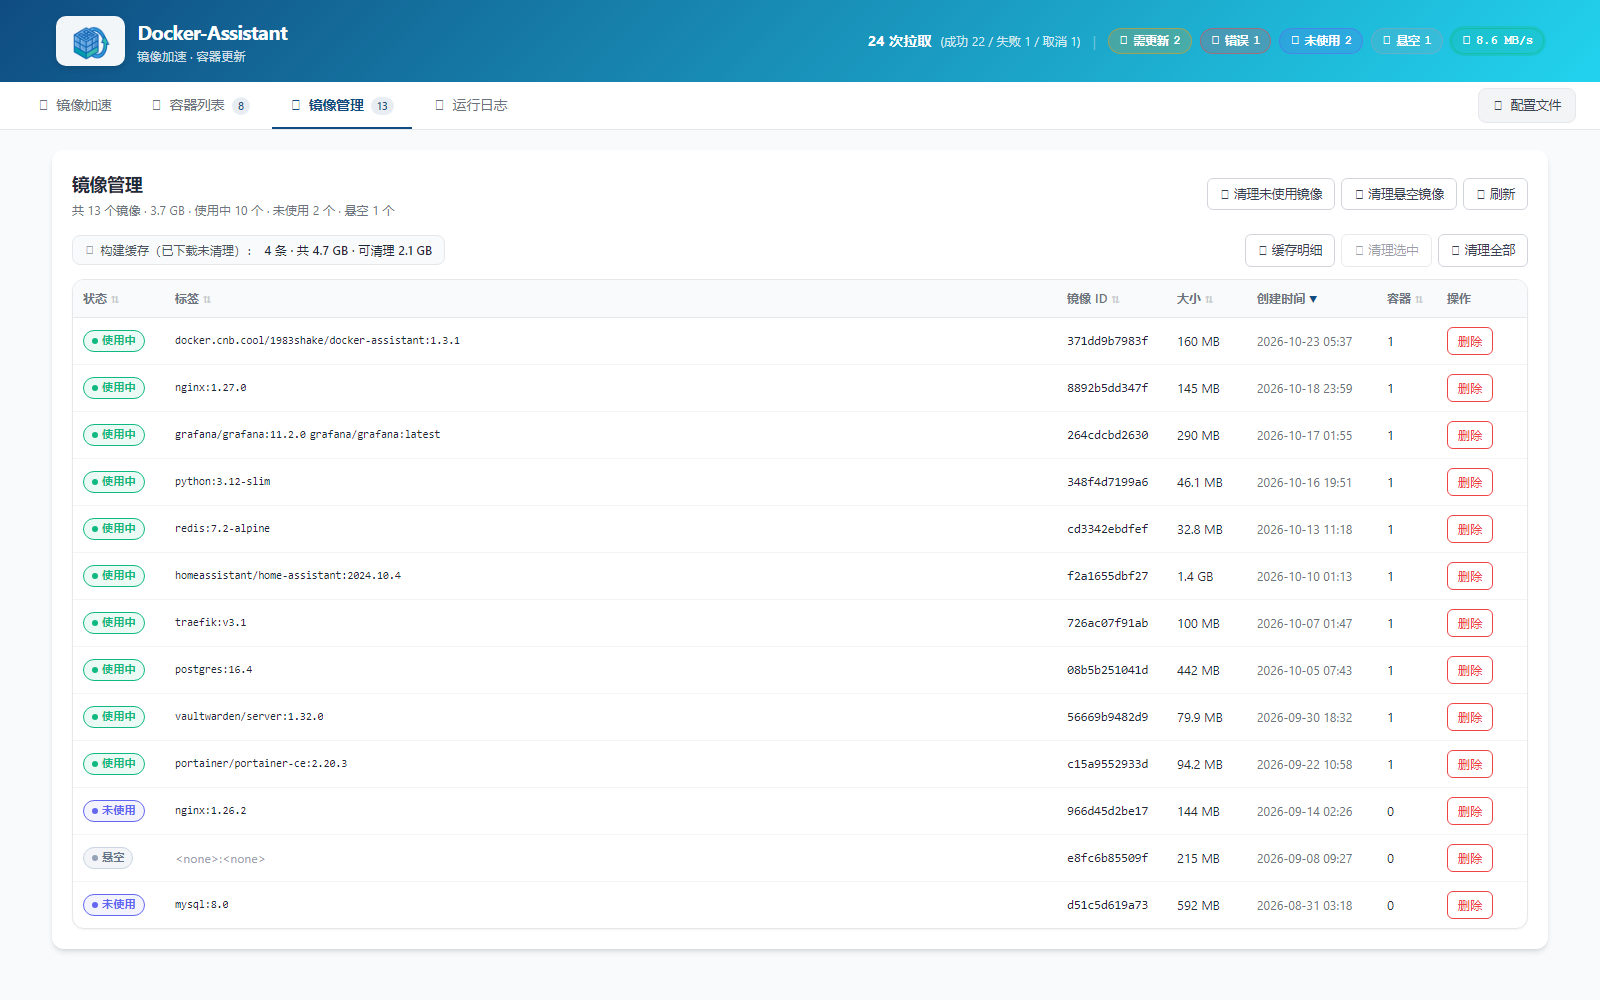 Docker-Assistant
镜像加速 · 容器更新
24 次拉取 (成功 22 / 失败 1 / 取消 1) | 需更新 2 错误 1 未使用 2 悬空 1 8.6 MB/s
镜像加速 容器列表 8 镜像管理 13 运行日志 配置文件
镜像管理
共 13 个镜像 · 3.7 GB · 使用中 10 个 · 未使用 2 个 · 悬空 1 个
清理未使用镜像 清理悬空镜像 刷新
构建缓存（已下载未清理）： 4 条 · 共 4.7 GB · 可清理 2.1 GB
缓存明细 清理选中 清理全部
状态 标签 镜像 ID 大小 创建时间 ▼ 容器 操作
使用中 docker.cnb.cool/1983shake/docker-assistant:1.3.1 371dd9b7983f 160 MB 2026-10-23 05:37 1 删除
使用中 nginx:1.27.0 8892b5dd347f 145 MB 2026-10-18 23:59 1 删除
使用中 grafana/grafana:11.2.0 grafana/grafana:latest 264cdcbd2630 290 MB 2026-10-17 01:55 1 删除
使用中 python:3.12-slim 348f4d7199a6 46.1 MB 2026-10-16 19:51 1 删除
使用中 redis:7.2-alpine cd3342ebdfef 32.8 MB 2026-10-13 11:18 1 删除
使用中 homeassistant/home-assistant:2024.10.4 f2a1655dbf27 1.4 GB 2026-10-10 01:13 1 删除
使用中 traefik:v3.1 726ac07f91ab 100 MB 2026-10-07 01:47 1 删除
使用中 postgres:16.4 08b5b251041d 442 MB 2026-10-05 07:43 1 删除
使用中 vaultwarden/server:1.32.0 56669b9482d9 79.9 MB 2026-09-30 18:32 1 删除
使用中 portainer/portainer-ce:2.20.3 c15a9552933d 94.2 MB 2026-09-22 10:58 1 删除
未使用 nginx:1.26.2 966d45d2be17 144 MB 2026-09-14 02:26 0 删除
悬空 <none>:<none> e8fc6b85509f 215 MB 2026-09-08 09:27 0 删除
未使用 mysql:8.0 d51c5d619a73 592 MB 2026-08-31 03:18 0 删除